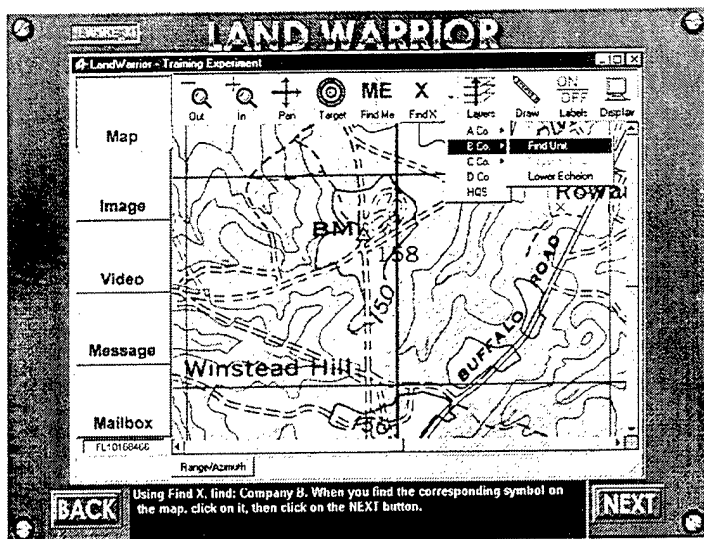 LAND WARRIOR
LandWarrior - Training Experiment
Out In Pan Target Find Me Find X Layers Draw Labels Display
ME X ON OFF
Map
Image
Video
Message
Mailbox
A Co.
B Co. Find Unit
C Co.
D Co Lower Echelon
HQS
BM
158
150
BUFFALO ROAD
Winstead Hill
FL10168466
Range/Azimuth
BACK
Using Find X, find: Company B. When you find the corresponding symbol on
the map, click on it, then click on the NEXT button.
NEXT